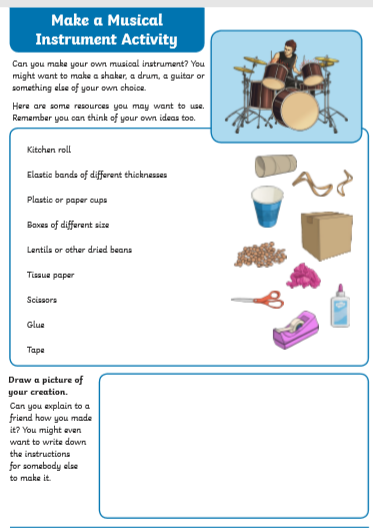 Make a Musical
Instrument Activity
Can you make your own musical instrument? You
might want to make a shaker, a drum, a guitar or
something else of your own choice.
Here are some resources you may want to use.
Remember you can think of your own ideas too.
Kitchen roll
Elastic bands of different thicknesses
Plastic or paper cups
Boxes of different size
Lentils or other dried beans
Tissue paper
Scissors
Glue
Tape
Draw a picture of
your creation.
Can you explain to a
friend how you made
it? You might even
want to write down
the instructions
for somebody else
to make it.